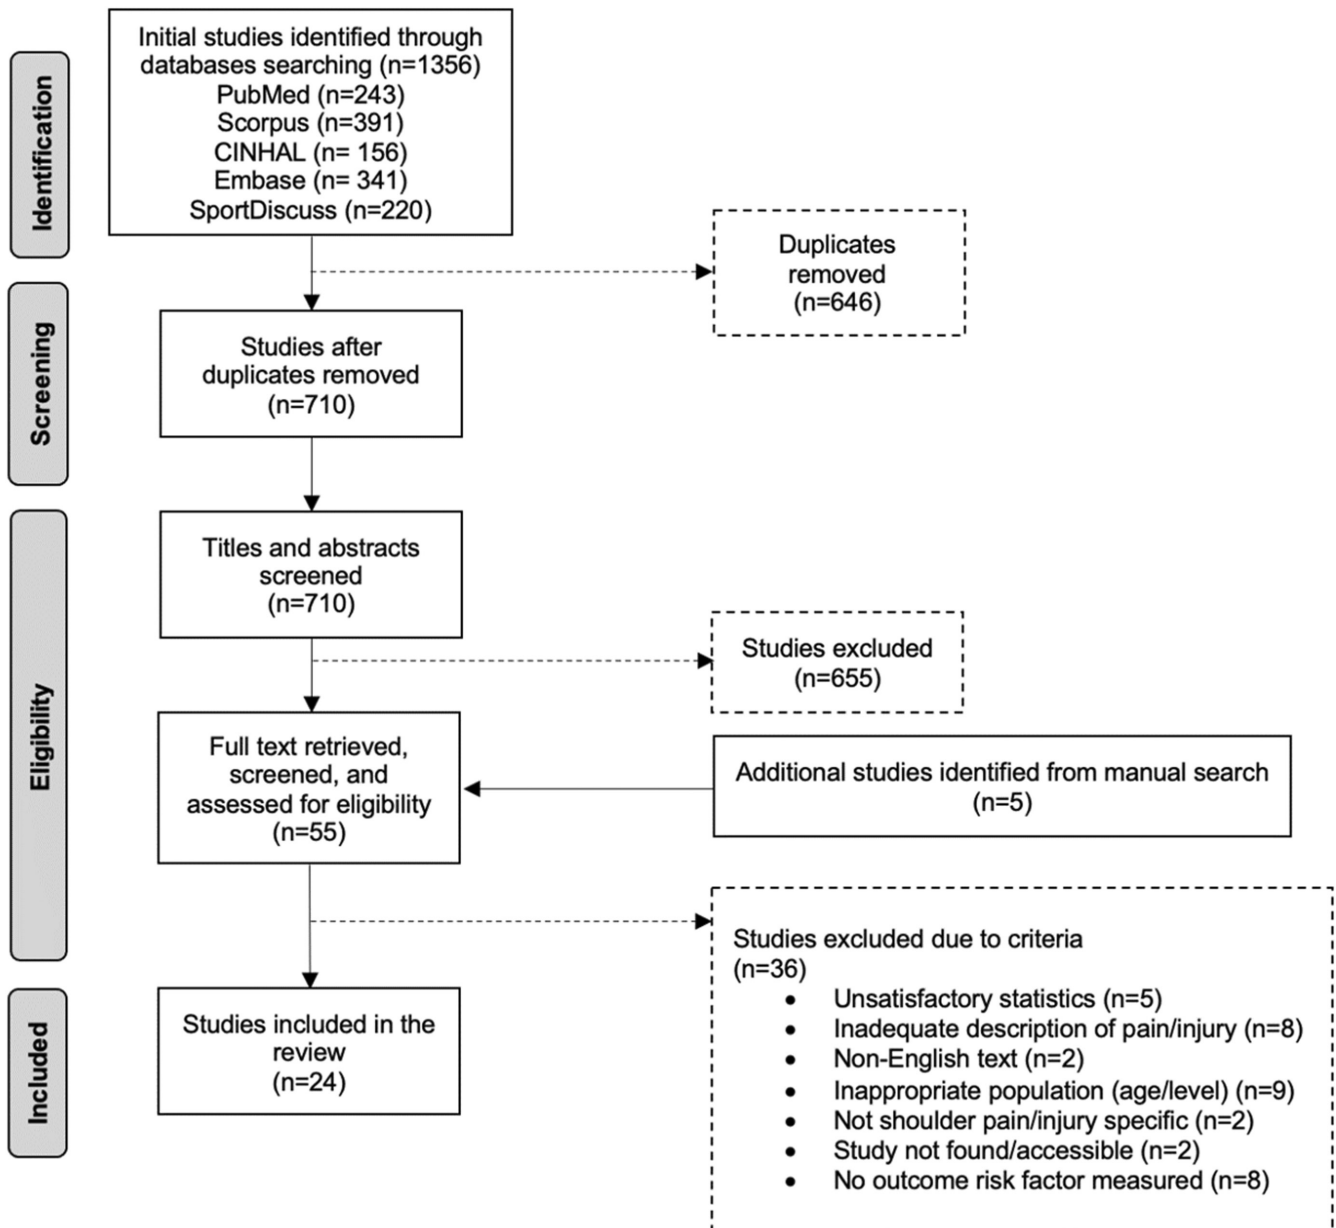 Identification
Initial studies identified through
databases searching (n=1356)
PubMed (n=243)
Scorpus (n=391)
CINHAL (n= 156)
Embase (n= 341)
SportDiscuss (n=220)
Duplicates
removed
(n=646)
Screening
Studies after
duplicates removed
(n=710)
Eligibility
Titles and abstracts
screened
(n=710)
Studies excluded
(n=655)
Full text retrieved,
screened, and
assessed for eligibility
(n=55)
Additional studies identified from manual search
(n=5)
Studies excluded due to criteria
(n=36)
• Unsatisfactory statistics (n=5)
• Inadequate description of pain/injury (n=8)
• Non-English text (n=2)
• Inappropriate population (age/level) (n=9)
• Not shoulder pain/injury specific (n=2)
• Study not found/accessible (n=2)
• No outcome risk factor measured (n=8)
Included
Studies included in the
review
(n=24)